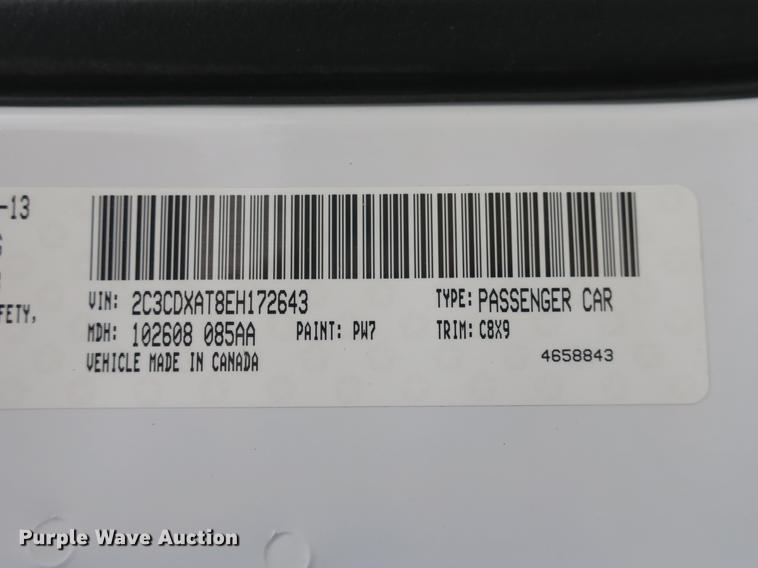 -13
VIN: 2C3CDXAT8EH172643 TYPE: PASSENGER CAR
FETY,
MDH: 102608 085AA PAINT: PW7 TRIM: C8X9
VEHICLE MADE IN CANADA
4658843
Purple Wave Auction